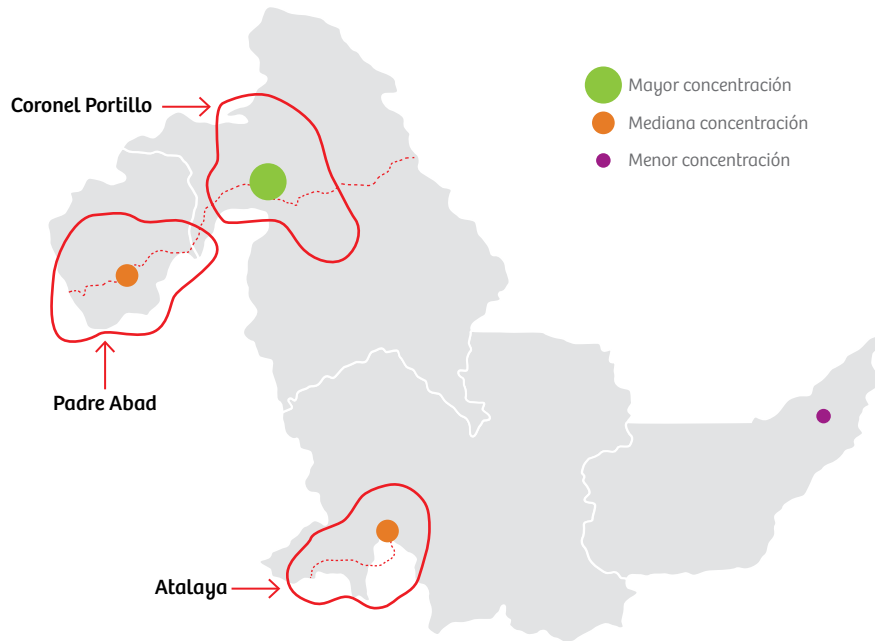 Coronel Portillo
Mayor concentración
Mediana concentración
Menor concentración
Padre Abad
Atalaya